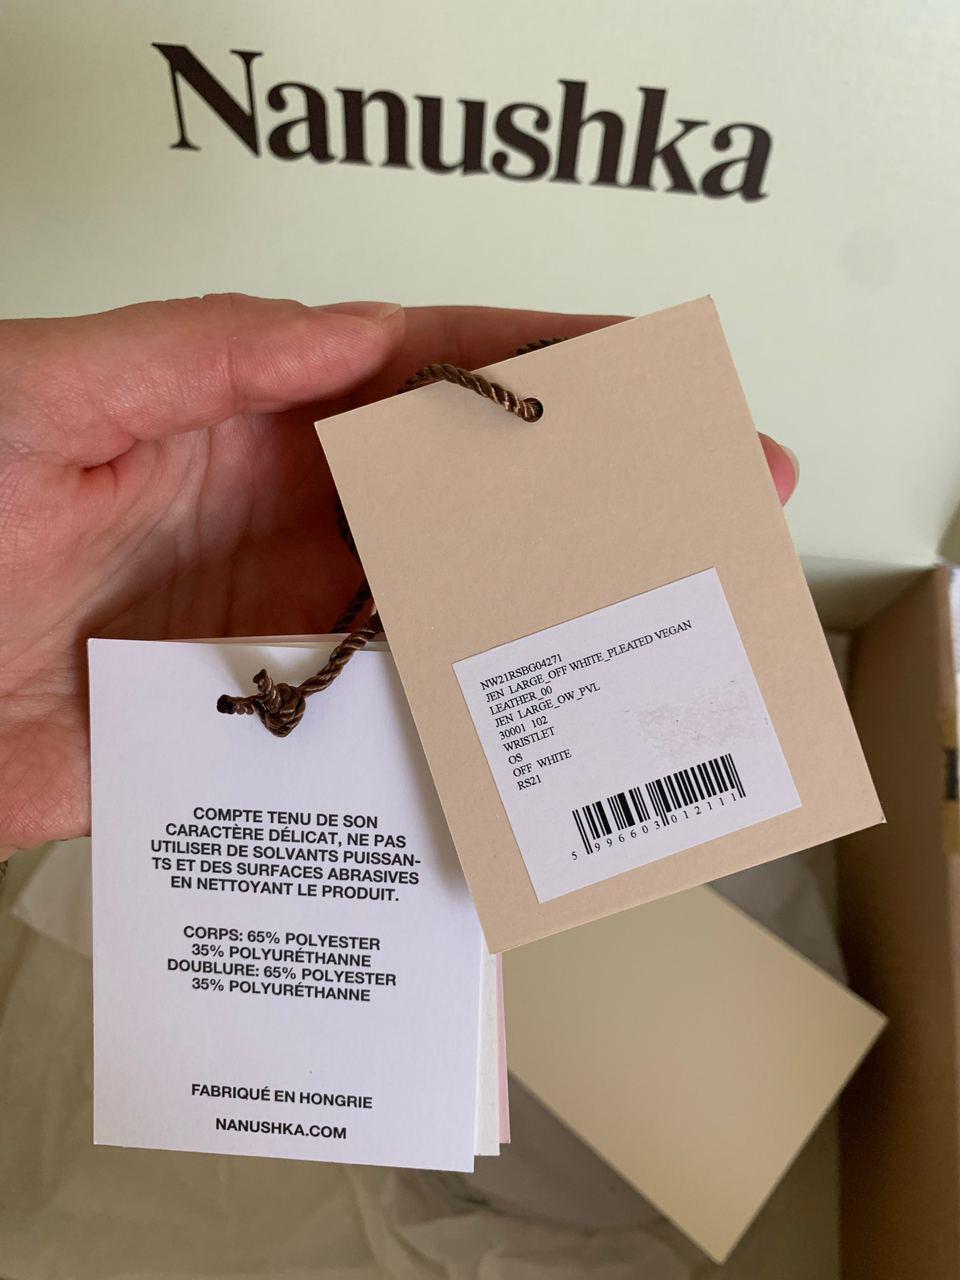 Nanushka
NW21RSBG04271
JEN LARGE_OFF WHITE_PLEATED VEGAN
LEATHER_00
JEN LARGE_OW_PVL
30001 102
WRISTLET
OS
OFF WHITE
RS21
5 996603 012111
COMPTE TENU DE SON
CARACTÈRE DÉLICAT, NE PAS
UTILISER DE SOLVANTS PUISSAN-
TS ET DES SURFACES ABRASIVES
EN NETTOYANT LE PRODUIT.
CORPS: 65% POLYESTER
35% POLYURÉTHANNE
DOUBLURE: 65% POLYESTER
35% POLYURÉTHANNE
FABRIQUÉ EN HONGRIE
NANUSHKA.COM